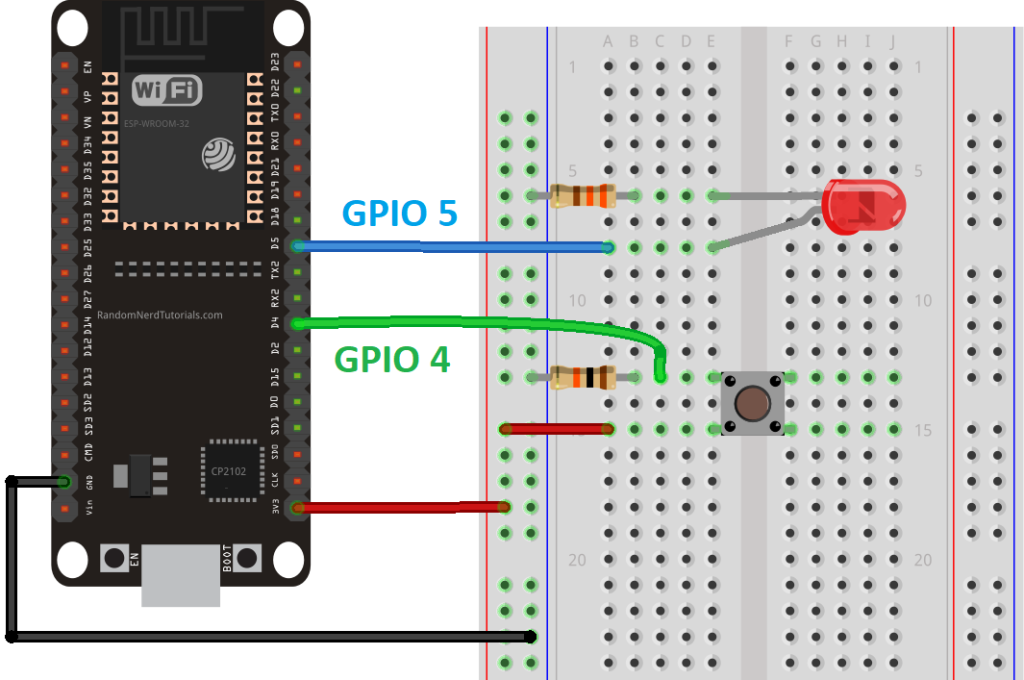 WiFi
ESP-WROOM-32
EN
VP
VN
D34
D35
D32
D33
D25
D26
D27
D14
D12
D13
SD2
SD3
CMD
GND
Vin
D23
D22
TX0
RX0
D21
D19
D18
D5
TX2
RX2
D4
D2
D15
D0
SD1
SD0
CLK
3V3
RandomNerdTutorials.com
CP2102
EN
BOOT
GPIO 5
GPIO 4
A B C D E F G H I J
1 1
5 5
10 10
15
20 20